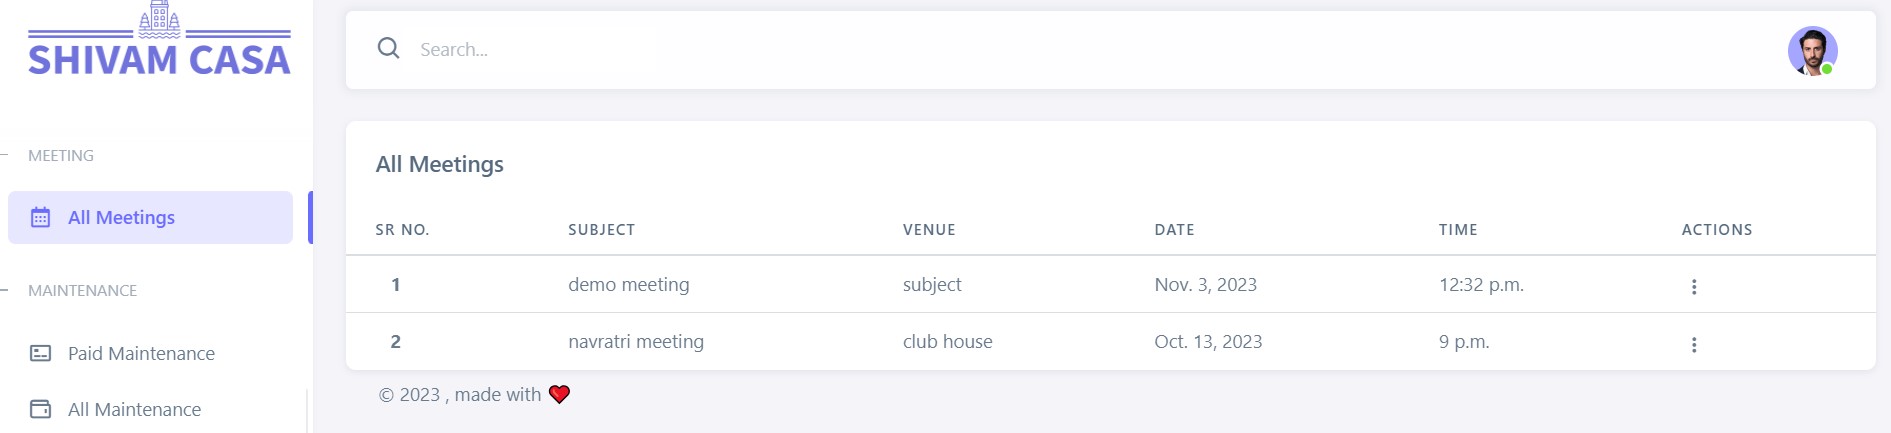 SHIVAM CASA
Search...
MEETING
All Meetings
MAINTENANCE
Paid Maintenance
All Maintenance
All Meetings
SR NO. SUBJECT VENUE DATE TIME ACTIONS
1 demo meeting subject Nov. 3, 2023 12:32 p.m.
2 navratri meeting club house Oct. 13, 2023 9 p.m.
© 2023 , made with ❤️